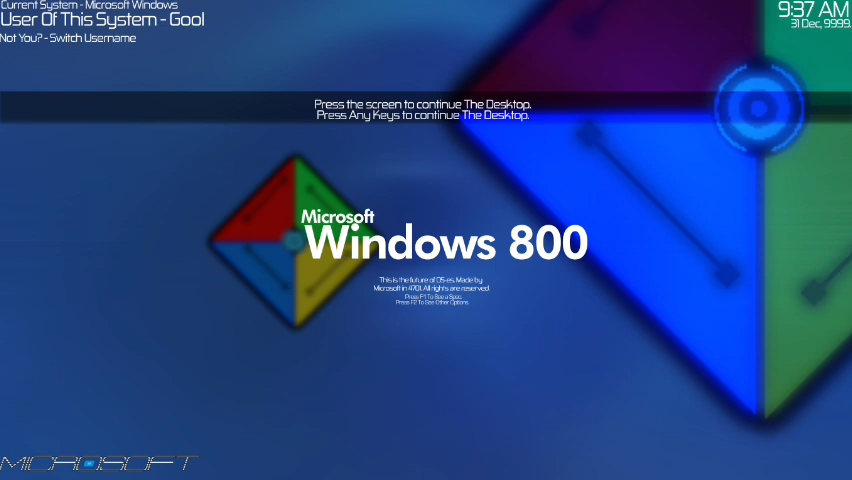 Current System - Microsoft Windows
User Of This System - Gool
Not You? - Switch Username
9:37 AM
31 Dec, 9999.
Press the screen to continue The Desktop.
Press Any Keys to continue The Desktop.
Microsoft
Windows 800
This is the future of OS-es. Made by
Microsoft in 4701. All rights are reserved.
Press F1 To See a Spec.
Press F2 To See Other Options.
MICROSOFT